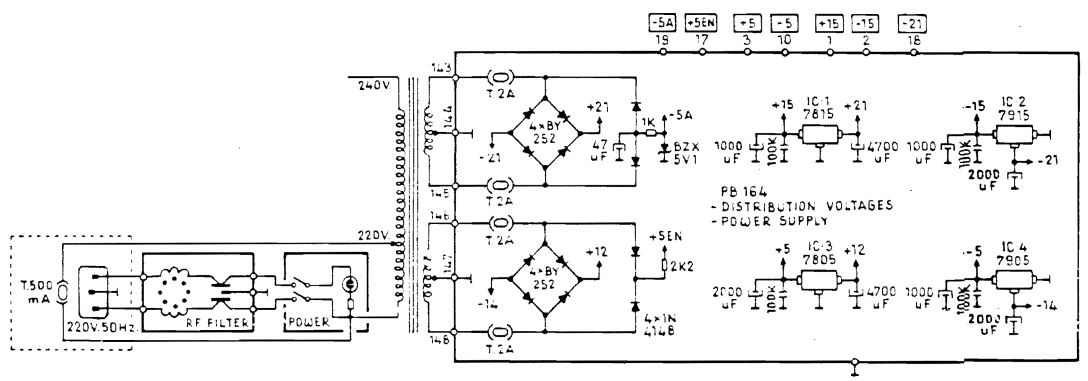 -5A +5EN +5 -5 +15 -15 -21
19 17 3 10 1 2 18
240V.
143
T.2A
144
4×BY
252
-21
+21
1K
-5A
47
uF
BZX
5V1
145
T.2A
+15
IC-1
7815
+21
1000
uF
100K
4700
uF
-15
IC-2
7915
1000
uF
100K
-21
2000
uF
PB 164
- DISTRIBUTION VOLTAGES
- POWER SUPPLY
146
T.2A
220V.
147
4×BY
252
-14
+12
+5EN
2K2
4×1N
4148
148
T.2A
+5
IC-3
7805
+12
2000
uF
100K
4700
uF
-5
IC-4
7905
1000
uF
100K
-14
2000
uF
T.500
mA
220V.50Hz.
RF FILTER
POWER